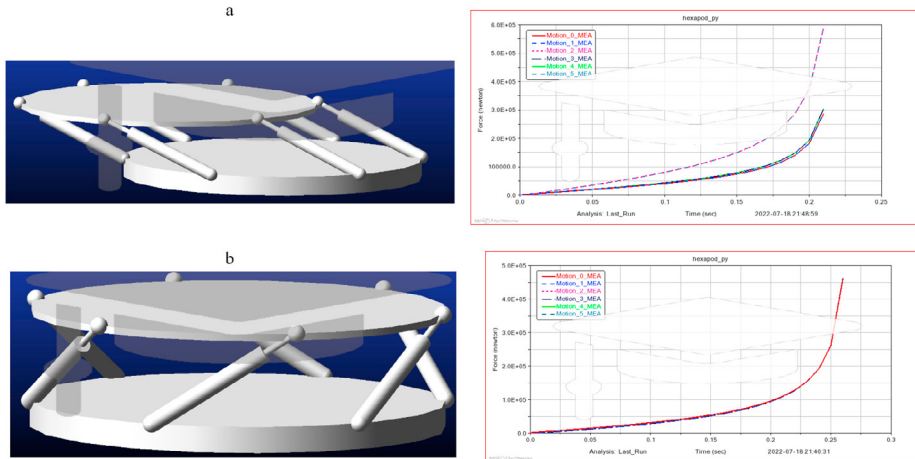 a
hexapod_py
6.0E+05
5.0E+05
4.0E+05
3.0E+05
2.0E+05
100000.0
0.0
Force (newton)
Motion_0_MEA
Motion_1_MEA
Motion_2_MEA
Motion_3_MEA
Motion_4_MEA
Motion_5_MEA
0.0 0.05 0.1 0.15 0.2 0.25
Analysis: Last_Run Time (sec) 2022-07-18 21:48:59
b
hexapod_py
5.0E+05
4.0E+05
3.0E+05
2.0E+05
1.0E+05
0.0
Force (newton)
Motion_0_MEA
Motion_1_MEA
Motion_2_MEA
Motion_3_MEA
Motion_4_MEA
Motion_5_MEA
0.0 0.05 0.1 0.15 0.2 0.25 0.3
Analysis: Last_Run Time (sec) 2022-07-18 21:40:31